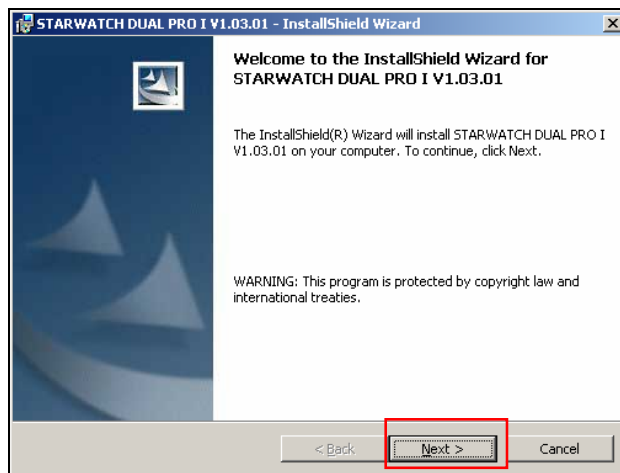 STARWATCH DUAL PRO I V1.03.01 - InstallShield Wizard
Welcome to the InstallShield Wizard for
STARWATCH DUAL PRO I V1.03.01
The InstallShield(R) Wizard will install STARWATCH DUAL PRO I
V1.03.01 on your computer. To continue, click Next.
WARNING: This program is protected by copyright law and
international treaties.
< Back
Next >
Cancel